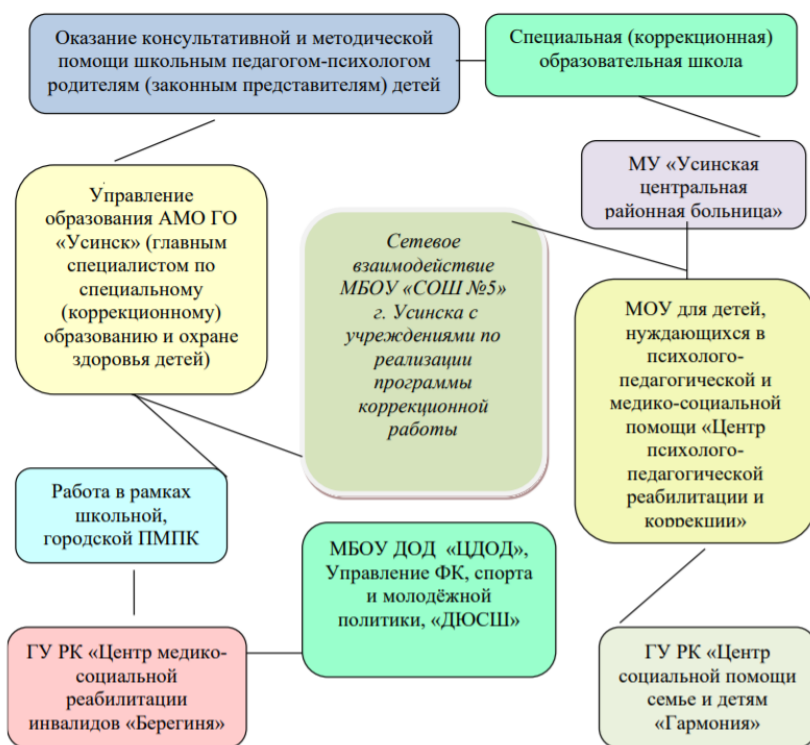 Оказание консультативной и методической
помощи школьным педагогом-психологом
родителям (законным представителям) детей
Специальная (коррекционная)
образовательная школа
МУ «Усинская
центральная
районная больница»
Управление
образования АМО ГО
«Усинск» (главным
специалистом по
специальному
(коррекционному)
образованию и охране
здоровья детей)
Сетевое
взаимодействие
МБОУ «СОШ №5»
г. Усинска с
учреждениями по
реализации
программы
коррекционной
работы
МОУ для детей,
нуждающихся в
психолого-
педагогической и
медико-социальной
помощи «Центр
психолого-
педагогической
реабилитации и
коррекции»
Работа в рамках
школьной,
городской ПМПК
МБОУ ДОД «ЦДОД»,
Управление ФК, спорта
и молодёжной
политики, «ДЮСШ»
ГУ РК «Центр медико-
социальной
реабилитации
инвалидов «Берегиня»
ГУ РК «Центр
социальной помощи
семье и детям
«Гармония»